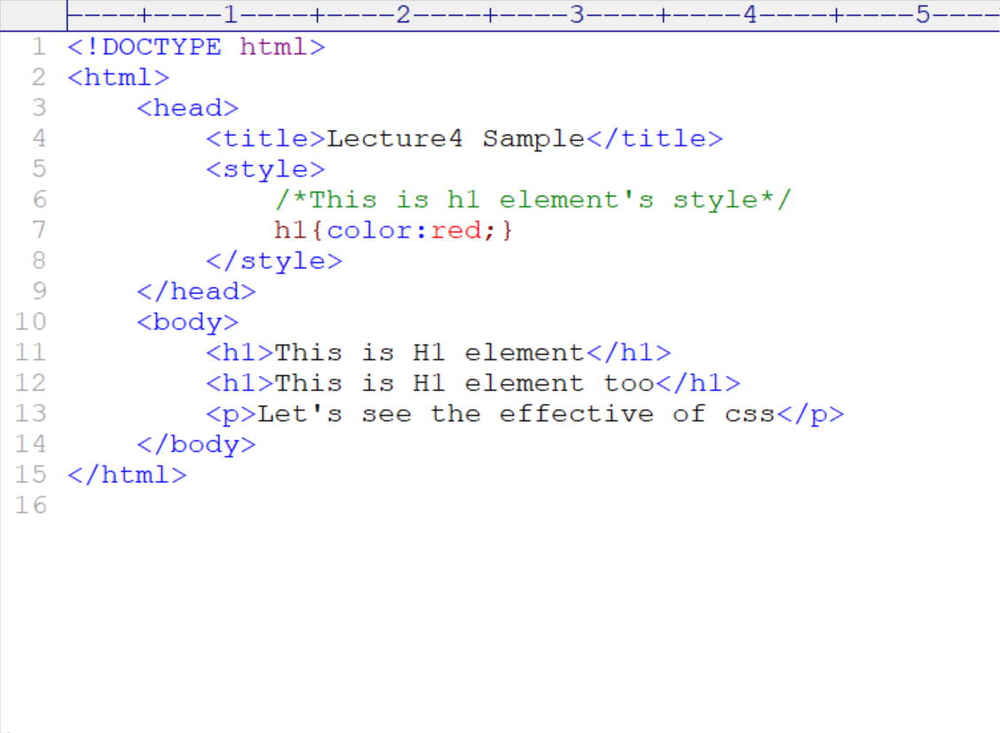 ----+----1----+----2----+----3----+----4----+----5----
1 <!DOCTYPE html>
2 <html>
3     <head>
4         <title>Lecture4 Sample</title>
5         <style>
6             /*This is h1 element's style*/
7             h1{color:red;}
8         </style>
9     </head>
10     <body>
11         <h1>This is H1 element</h1>
12         <h1>This is H1 element too</h1>
13         <p>Let's see the effective of css</p>
14     </body>
15 </html>
16